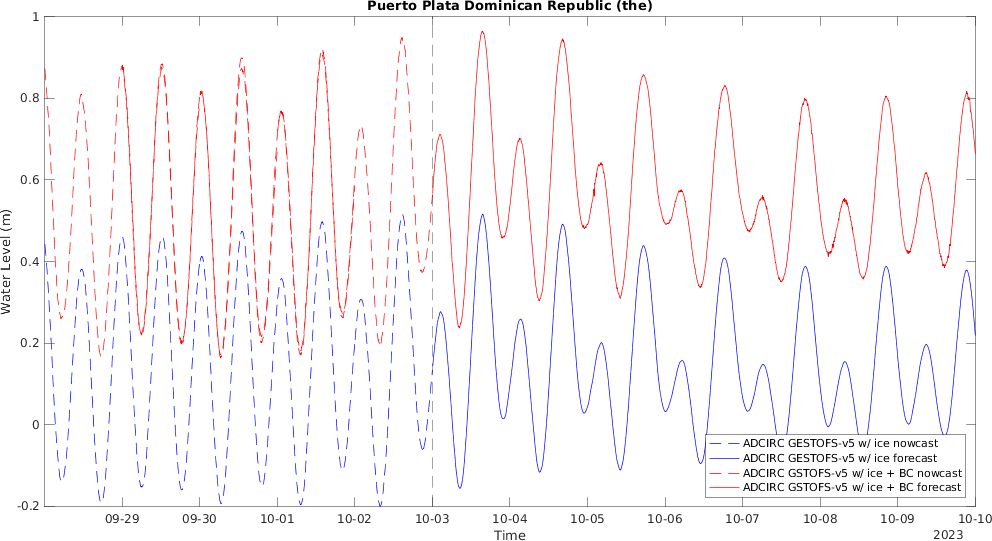 Puerto Plata Dominican Republic (the)
Water Level (m)
1
0.8
0.6
0.4
0.2
0
-0.2
ADCIRC GESTOFS-v5 w/ ice nowcast
ADCIRC GESTOFS-v5 w/ ice forecast
ADCIRC GSTOFS-v5 w/ ice + BC nowcast
ADCIRC GSTOFS-v5 w/ ice + BC forecast
09-29 09-30 10-01 10-02 10-03 10-04 10-05 10-06 10-07 10-08 10-09 10-10
Time
2023